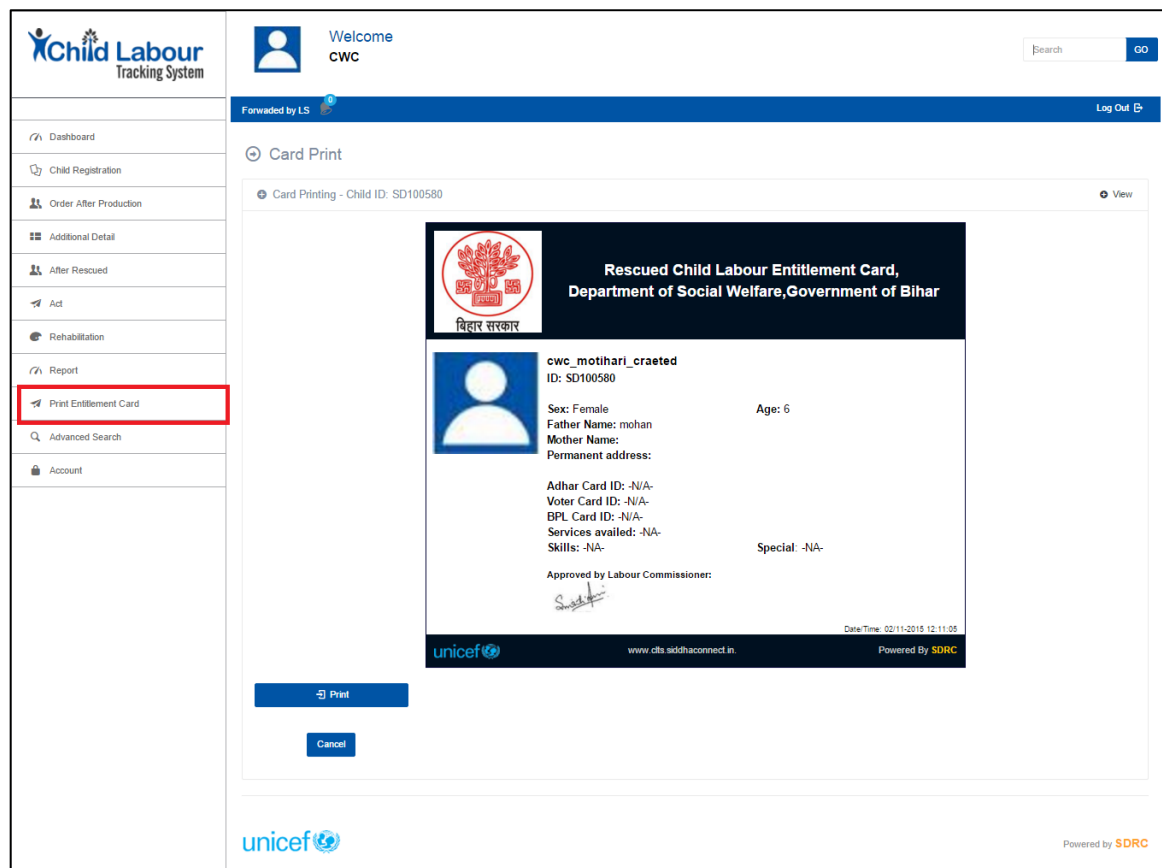 Child Labour
Tracking System
Welcome
CWC
Search
GO
Forwaded by LS
0
Log Out
Dashboard
Child Registration
Order After Production
Additional Detail
After Rescued
Act
Rehabilitation
Report
Print Entitlement Card
Advanced Search
Account
Card Print
Card Printing - Child ID: SD100580
View
बिहार सरकार
Rescued Child Labour Entitlement Card,
Department of Social Welfare,Government of Bihar
cwc_motihari_craeted
ID: SD100580
Sex: Female Age: 6
Father Name: mohan
Mother Name:
Permanent address:
Adhar Card ID: -N/A-
Voter Card ID: -N/A-
BPL Card ID: -N/A-
Services availed: -NA-
Skills: -NA- Special: -NA-
Approved by Labour Commissioner:
Date/Time: 02/11-2015 12:11:05
unicef www.clts.siddhaconnect.in. Powered By SDRC
Print
Cancel
unicef
Powered by SDRC